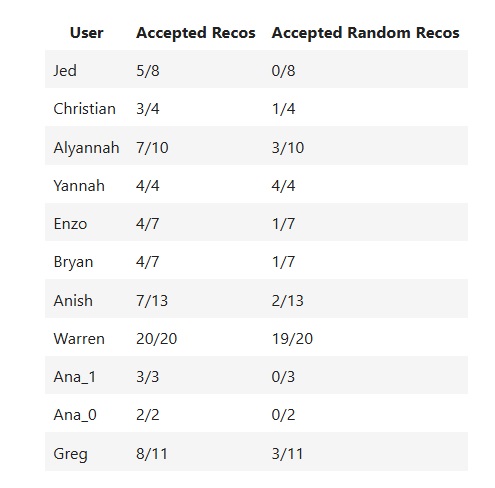 User Accepted Recos Accepted Random Recos
Jed 5/8 0/8
Christian 3/4 1/4
Alyannah 7/10 3/10
Yannah 4/4 4/4
Enzo 4/7 1/7
Bryan 4/7 1/7
Anish 7/13 2/13
Warren 20/20 19/20
Ana_1 3/3 0/3
Ana_0 2/2 0/2
Greg 8/11 3/11